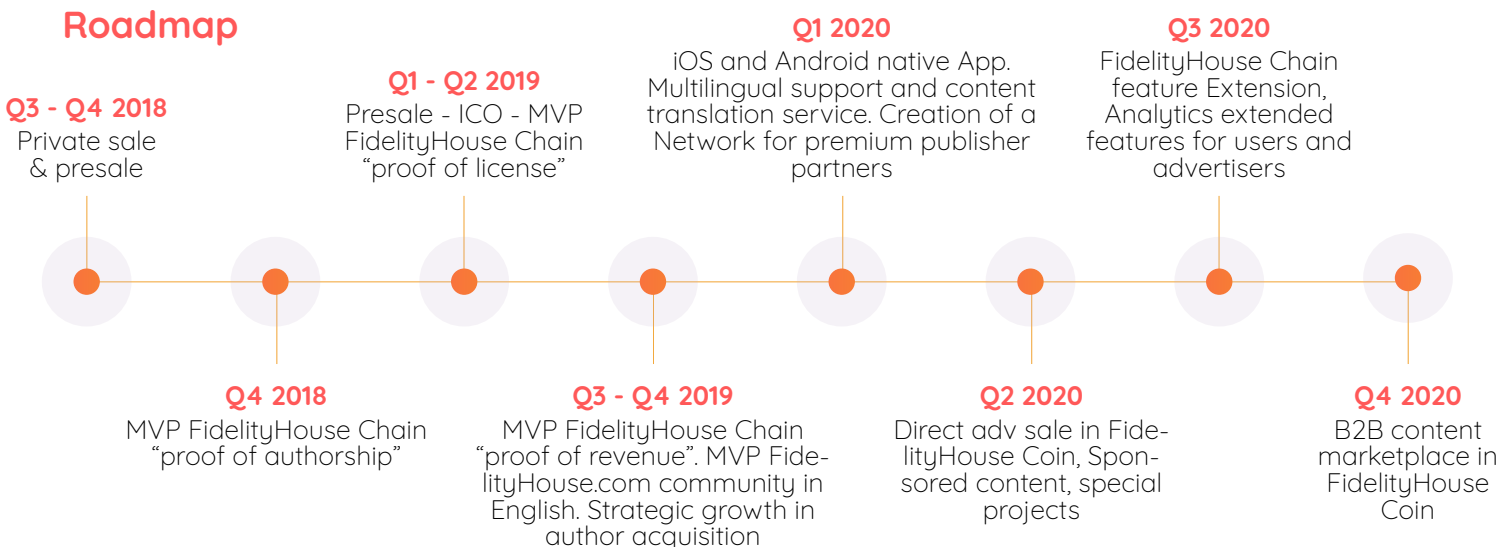 Roadmap
Q3 - Q4 2018
Private sale
& presale
Q4 2018
MVP FidelityHouse Chain
“proof of authorship”
Q1 - Q2 2019
Presale - ICO - MVP
FidelityHouse Chain
“proof of license”
Q3 - Q4 2019
MVP FidelityHouse Chain
“proof of revenue”. MVP Fide-
lityHouse.com community in
English. Strategic growth in
author acquisition
Q1 2020
iOS and Android native App.
Multilingual support and content
translation service. Creation of a
Network for premium publisher
partners
Q2 2020
Direct adv sale in Fide-
lityHouse Coin, Spon-
sored content, special
projects
Q3 2020
FidelityHouse Chain
feature Extension,
Analytics extended
features for users and
advertisers
Q4 2020
B2B content
marketplace in
FidelityHouse
Coin